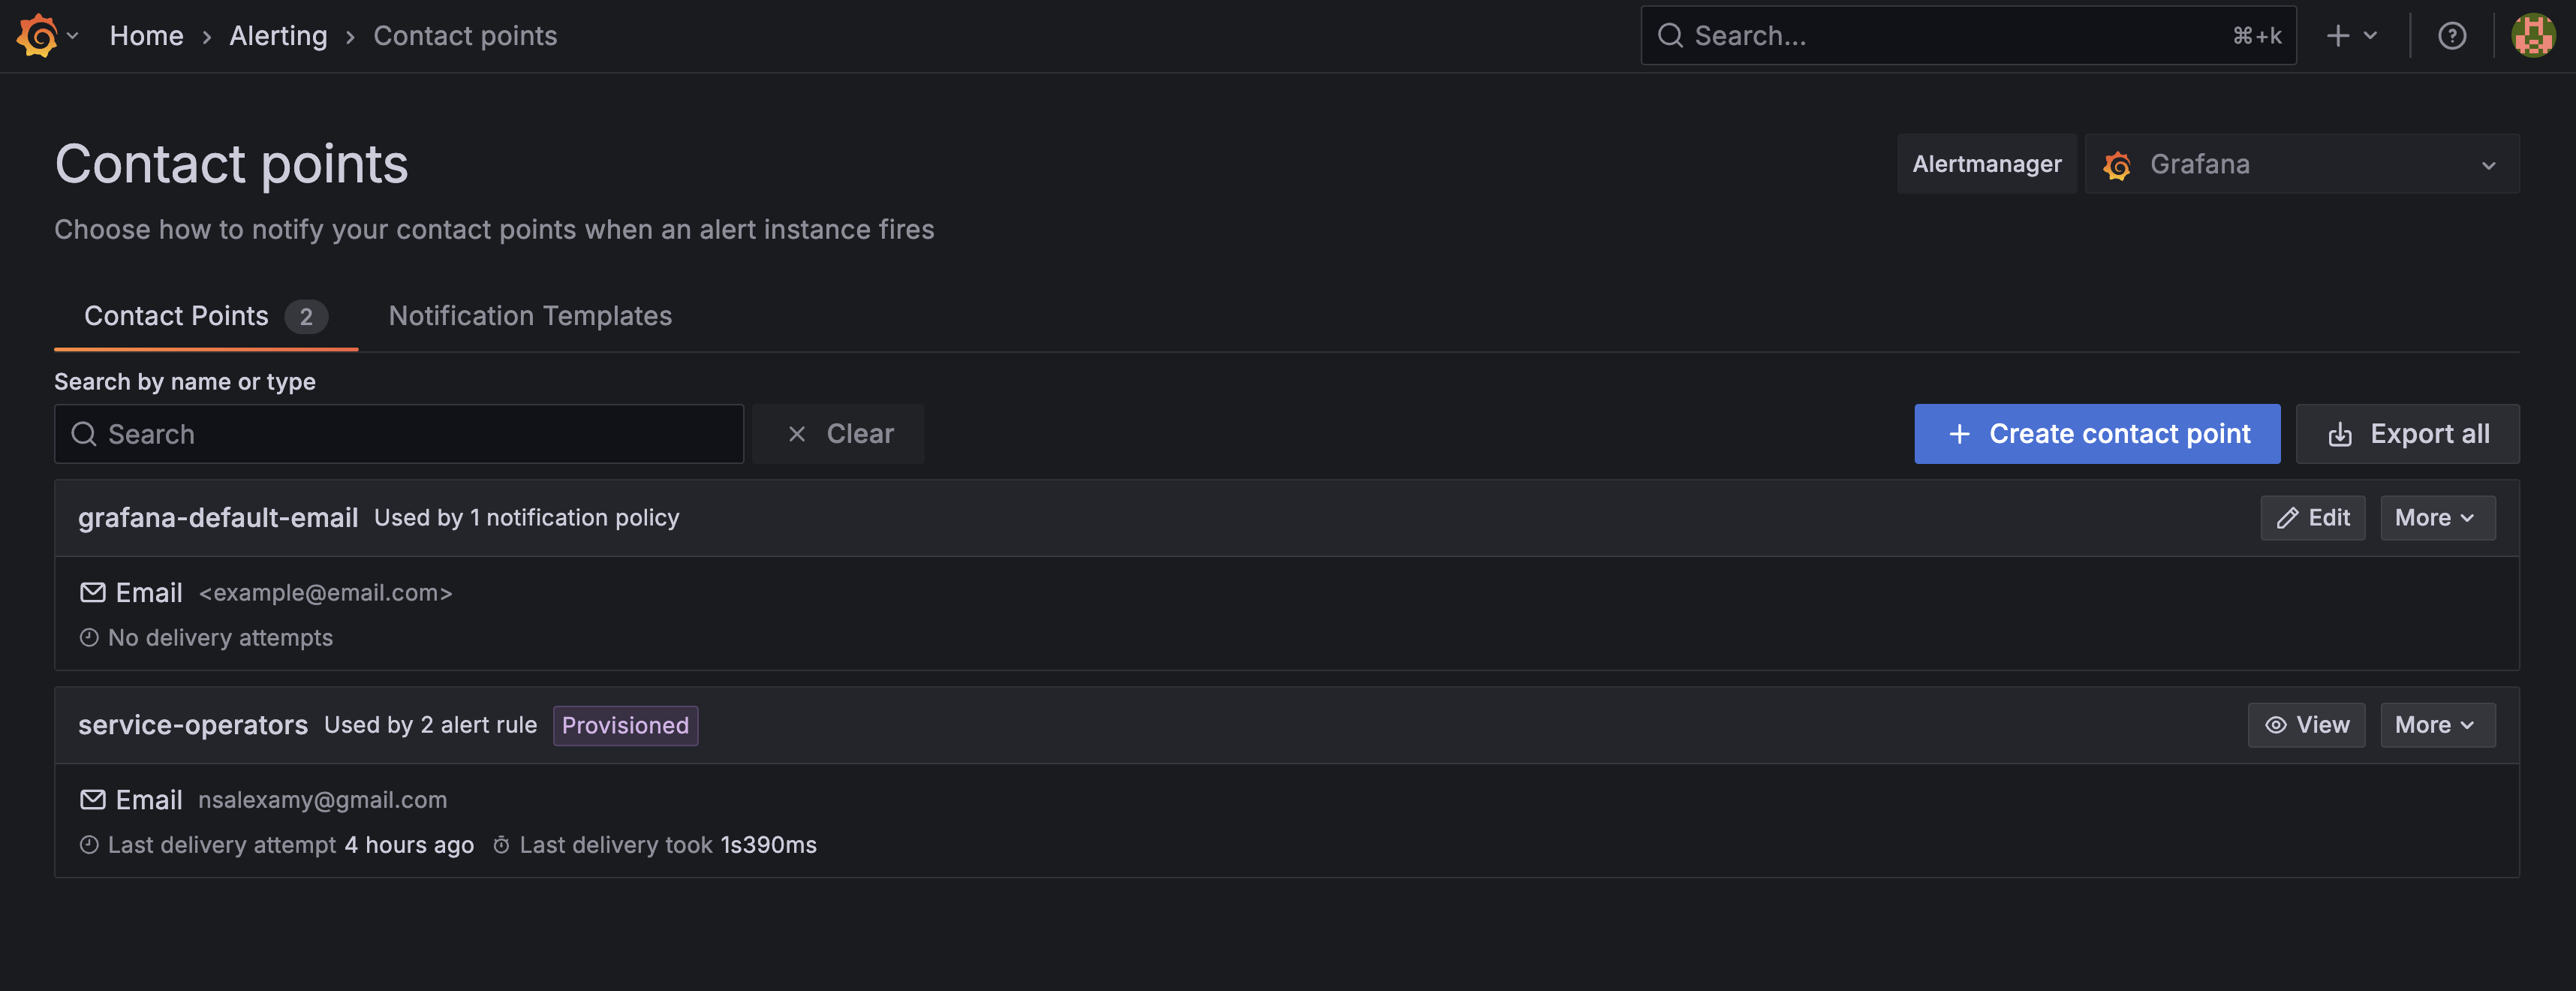 Home › Alerting › Contact points
Search... ⌘+k
Contact points
Alertmanager Grafana
Choose how to notify your contact points when an alert instance fires
Contact Points 2 Notification Templates
Search by name or type
Search Clear Create contact point Export all
grafana-default-email Used by 1 notification policy Edit More
Email <example@email.com>
No delivery attempts
service-operators Used by 2 alert rule Provisioned View More
Email nsalexamy@gmail.com
Last delivery attempt 4 hours ago Last delivery took 1s390ms